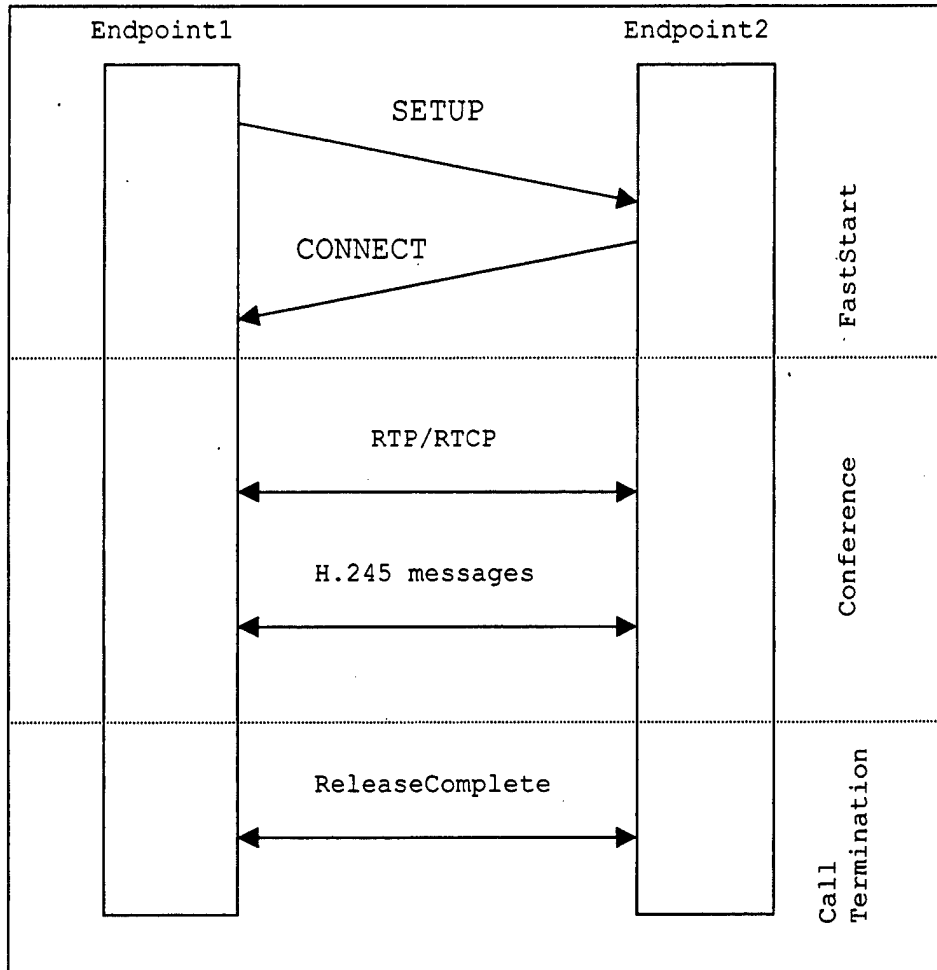 Endpoint1
Endpoint2
SETUP
CONNECT
FastStart
RTP/RTCP
H.245 messages
Conference
ReleaseComplete
Call
Termination